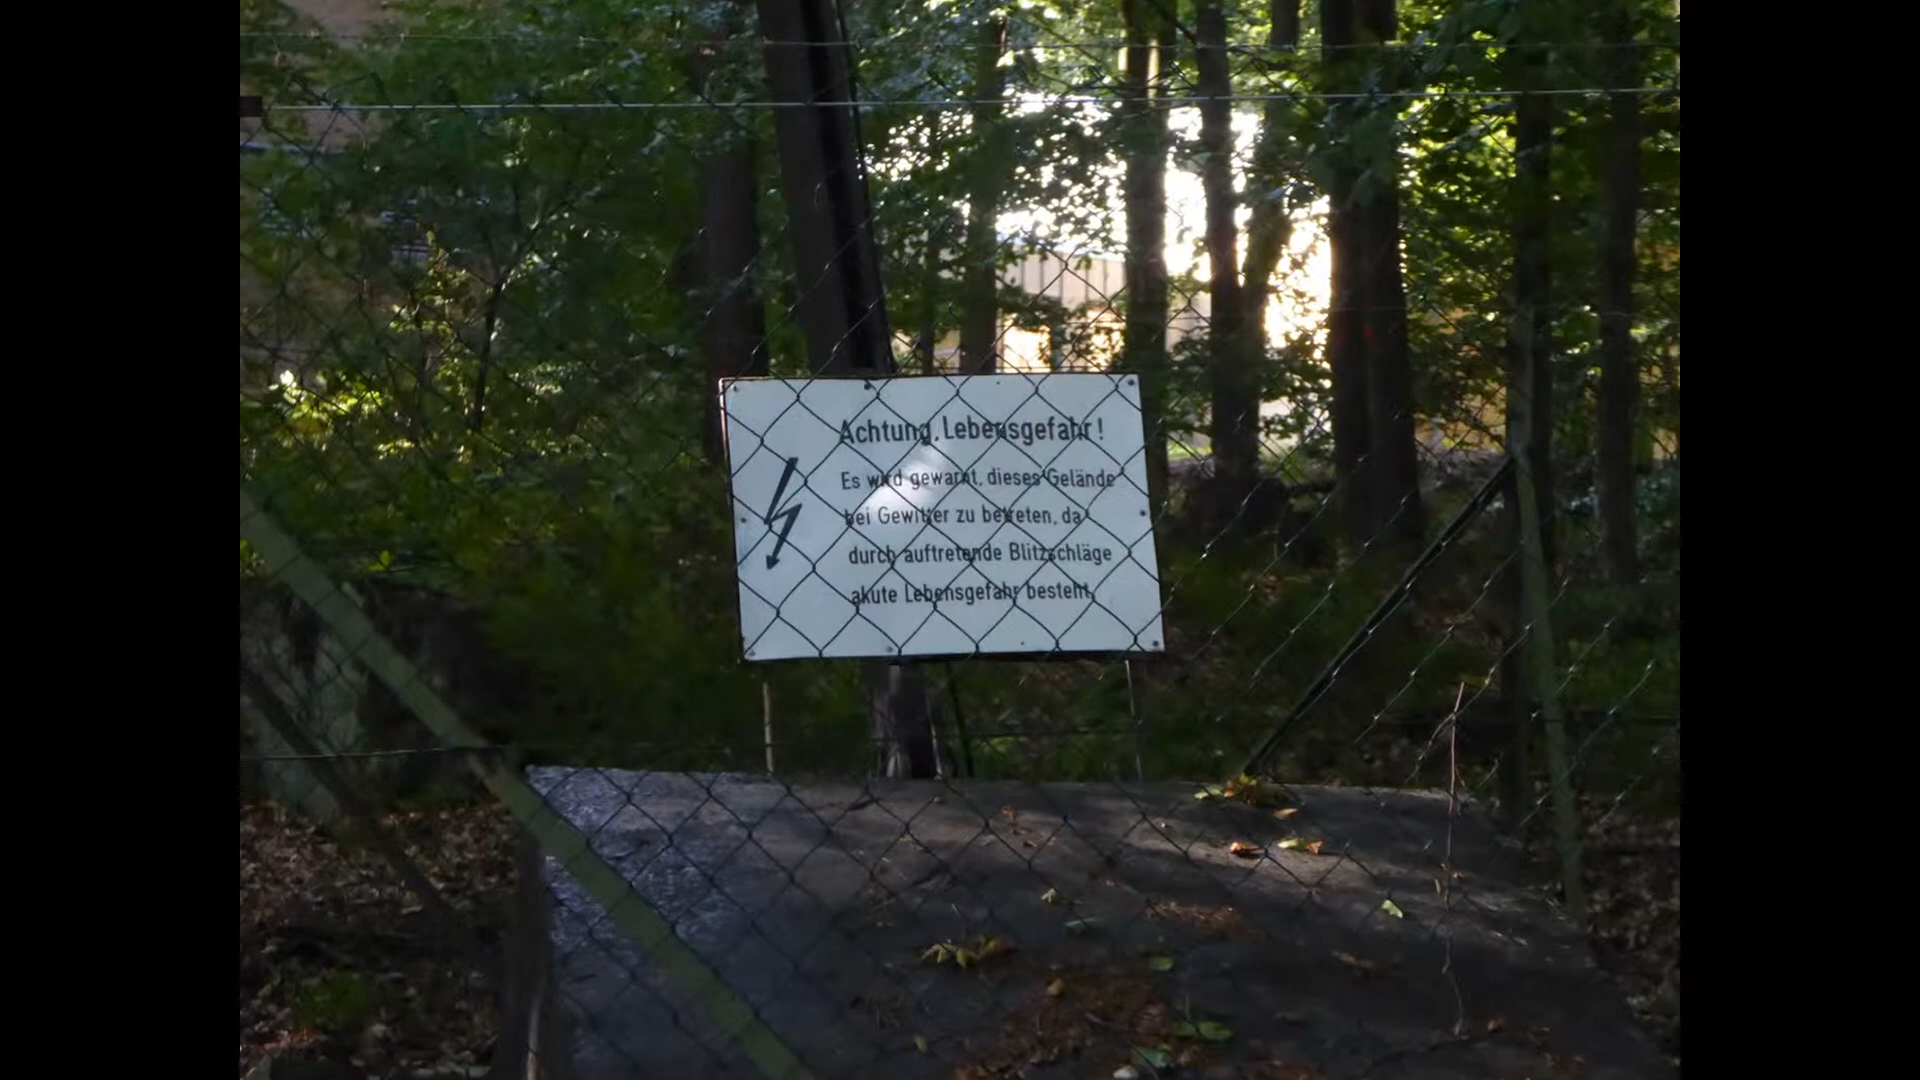 Achtung, Lebensgefahr!
Es wird gewarnt, dieses Gelände
bei Gewitter zu betreten, da
durch auftretende Blitzschläge
akute Lebensgefahr besteht.